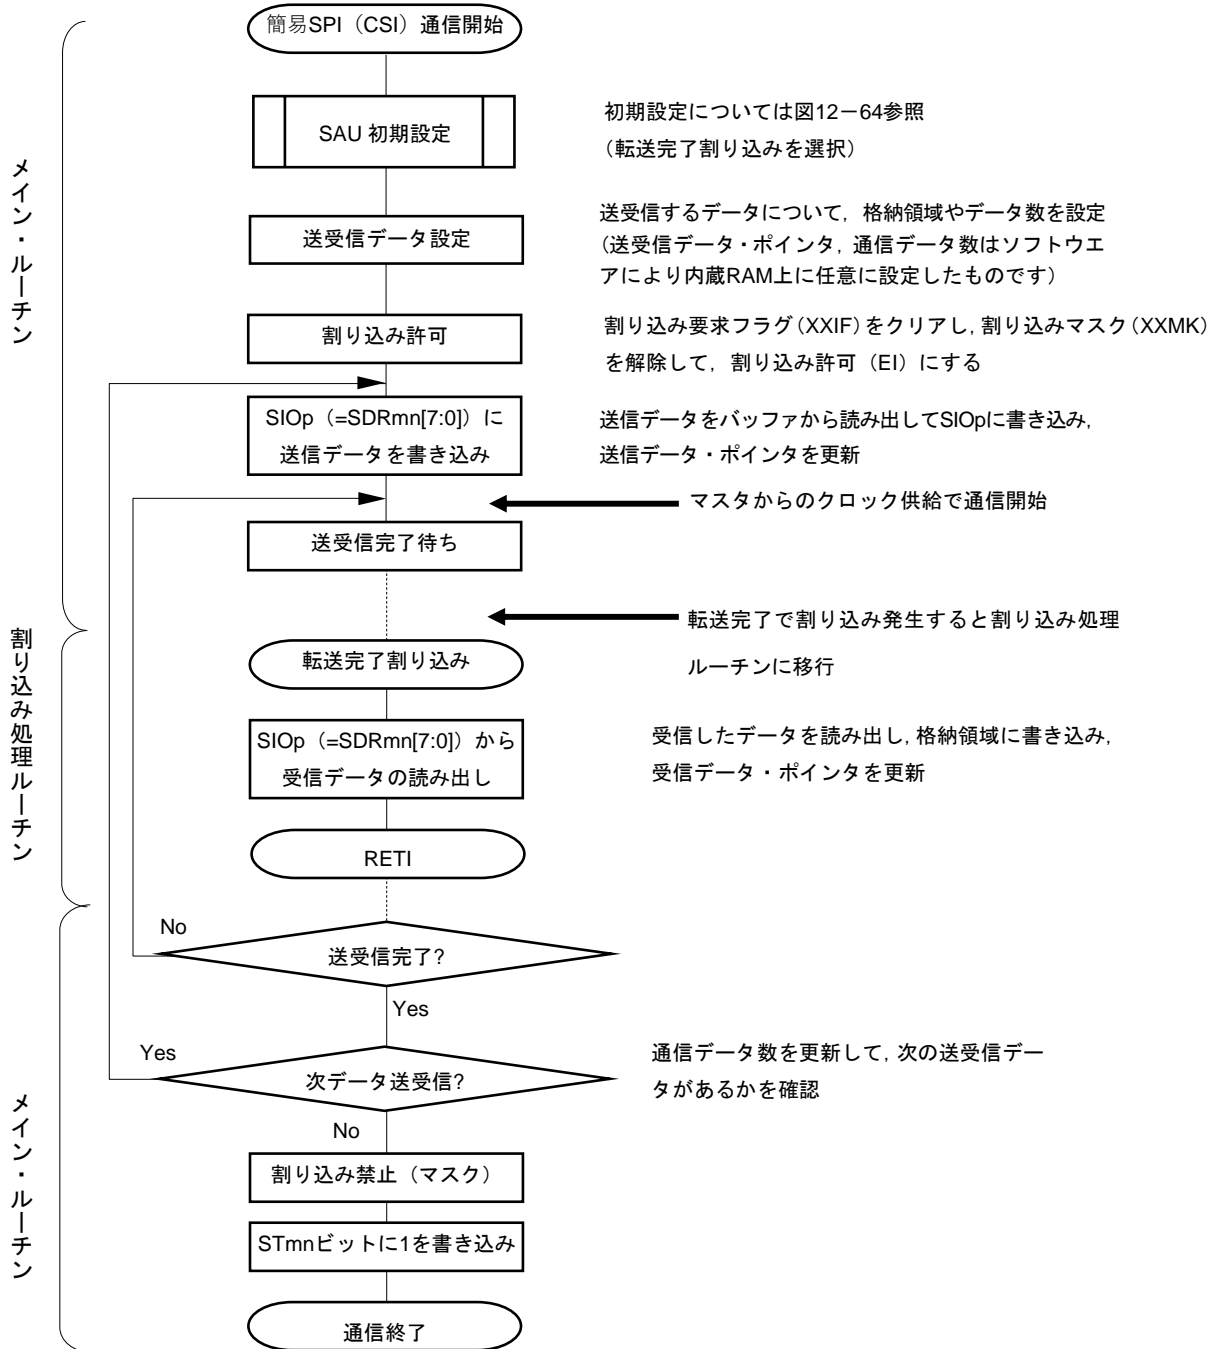 簡易SPI（CSI）通信開始
SAU 初期設定
初期設定については図12－64参照
（転送完了割り込みを選択）
メイン・ルーチン
送受信データ設定
送受信するデータについて，格納領域やデータ数を設定
（送受信データ・ポインタ，通信データ数はソフトウエ
アにより内蔵RAM上に任意に設定したものです）
割り込み許可
割り込み要求フラグ（XXIF）をクリアし，割り込みマスク（XXMK）
を解除して，割り込み許可（EI）にする
SIOp（=SDRmn[7:0]）に
送信データを書き込み
送信データをバッファから読み出してSIOpに書き込み，
送信データ・ポインタを更新
マスタからのクロック供給で通信開始
送受信完了待ち
転送完了で割り込み発生すると割り込み処理
ルーチンに移行
割り込み処理ルーチン
転送完了割り込み
SIOp（=SDRmn[7:0]）から
受信データの読み出し
受信したデータを読み出し，格納領域に書き込み，
受信データ・ポインタを更新
RETI
No
送受信完了?
Yes
Yes
次データ送受信?
通信データ数を更新して，次の送受信デー
タがあるかを確認
No
メイン・ルーチン
割り込み禁止（マスク）
STmnビットに1を書き込み
通信終了